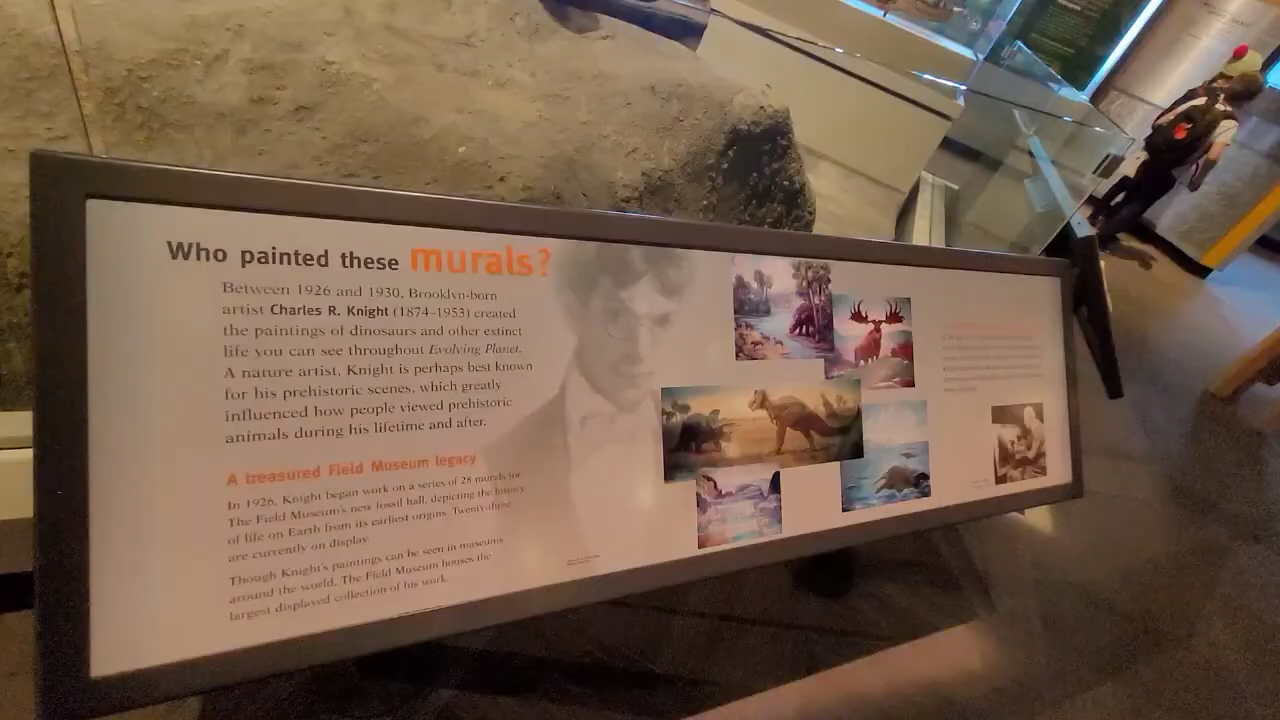 Who painted these murals?
Between 1926 and 1930, Brooklyn-born
artist Charles R. Knight (1874–1953) created
the paintings of dinosaurs and other extinct
life you can see throughout Evolving Planet.
A nature artist, Knight is perhaps best known
for his prehistoric scenes, which greatly
influenced how people viewed prehistoric
animals during his lifetime and after.
A treasured Field Museum legacy
In 1926, Knight began work on a series of 28 murals for
The Field Museum's new fossil hall, depicting the history
of life on Earth from its earliest origins. Twenty-three
are currently on display.
Though Knight's paintings can be seen in museums
around the world, The Field Museum houses the
largest displayed collection of his work.